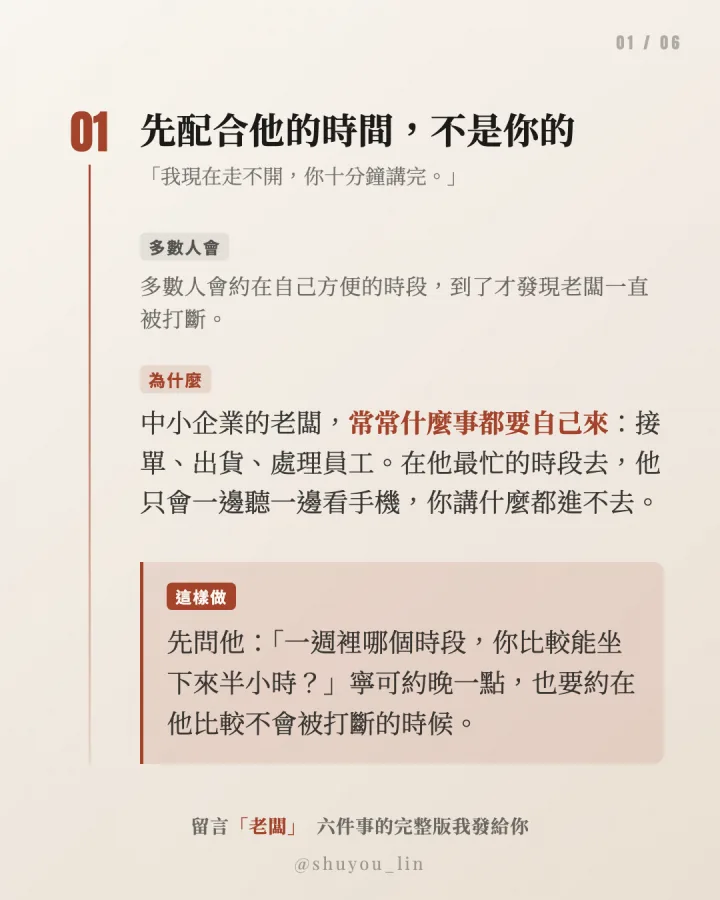 01 / 06
01
先配合他的時間，不是你的
「我現在走不開，你十分鐘講完。」
多數人會
多數人會約在自己方便的時段，到了才發現老闆一直
被打斷。
為什麼
中小企業的老闆，常常什麼事都要自己來：接
單、出貨、處理員工。在他最忙的時段去，他
只會一邊聽一邊看手機，你講什麼都進不去。
這樣做
先問他：「一週裡哪個時段，你比較能坐
下來半小時？」寧可約晚一點，也要約在
他比較不會被打斷的時候。
留言「老闆」 六件事的完整版我發給你
@shuyou_lin